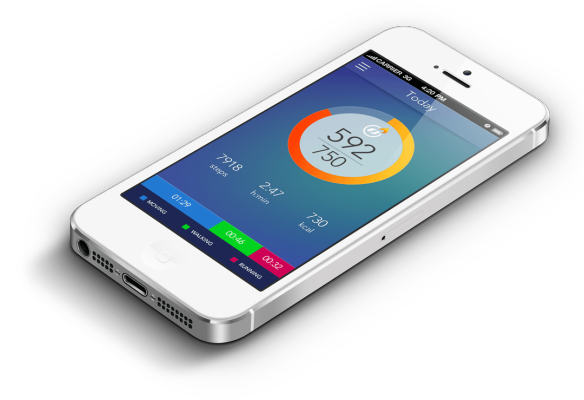 CARRIER 3G 4:20 PM
Today
592
750
7918 2:47 730
steps h:min kcal
01:29 00:46 00:32
MOVING WALKING RUNNING